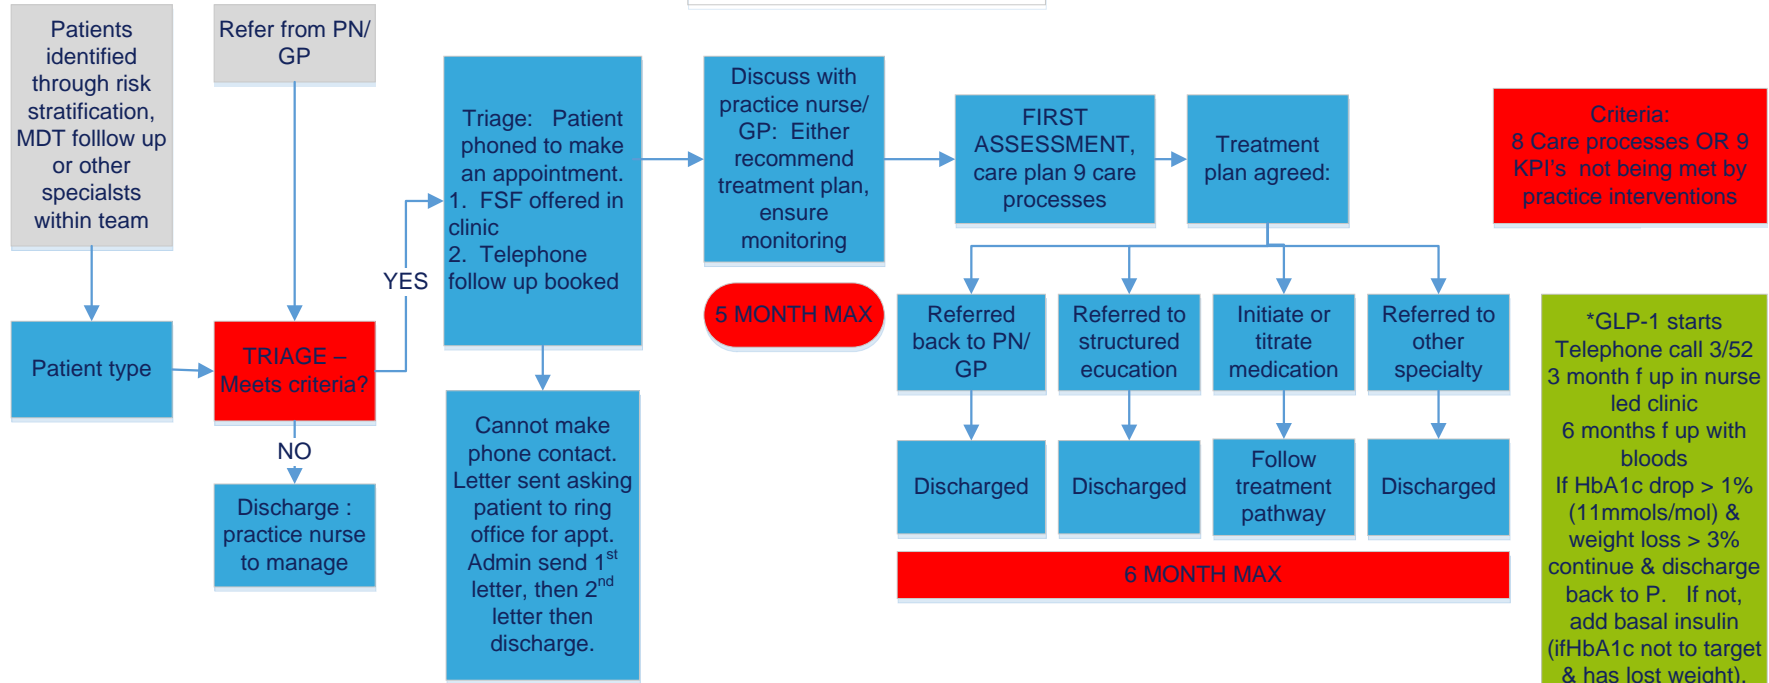 Patients
identified
through risk
stratification,
MDT folllow up
or other
specialsts
within team
Refer from PN/
GP
Patient type
TRIAGE –
Meets criteria?
YES
NO
Discharge :
practice nurse
to manage
Triage:   Patient
phoned to make
an appointment.
1.  FSF offered in
clinic
2.  Telephone
follow up booked
Cannot make
phone contact.
Letter sent asking
patient to ring
office for appt.
Admin send 1st
letter, then 2nd
letter then
discharge.
Discuss with
practice nurse/
GP:  Either
recommend
treatment plan,
ensure
monitoring
5 MONTH MAX
FIRST
ASSESSMENT,
care plan 9 care
processes
Treatment
plan agreed:
Referred
back to PN/
GP
Referred to
structured
ecucation
Initiate or
titrate
medication
Referred to
other
specialty
Discharged
Discharged
Follow
treatment
pathway
Discharged
6 MONTH MAX
Criteria:
8 Care processes OR 9
KPI's  not being met by
practice interventions
*GLP-1 starts
Telephone call 3/52
3 month f up in nurse
led clinic
6 months f up with
bloods
If HbA1c drop > 1%
(11mmols/mol) &
weight loss > 3%
continue & discharge
back to P.   If not,
add basal insulin
(ifHbA1c not to target
& has lost weight).